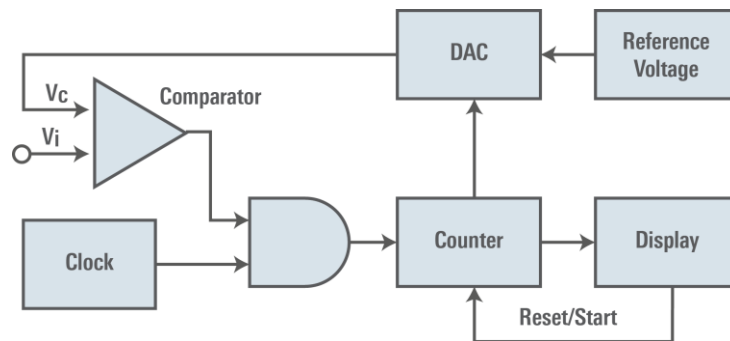 DAC
Reference
Voltage
Vc
Comparator
Vi
Clock
Counter
Display
Reset/Start